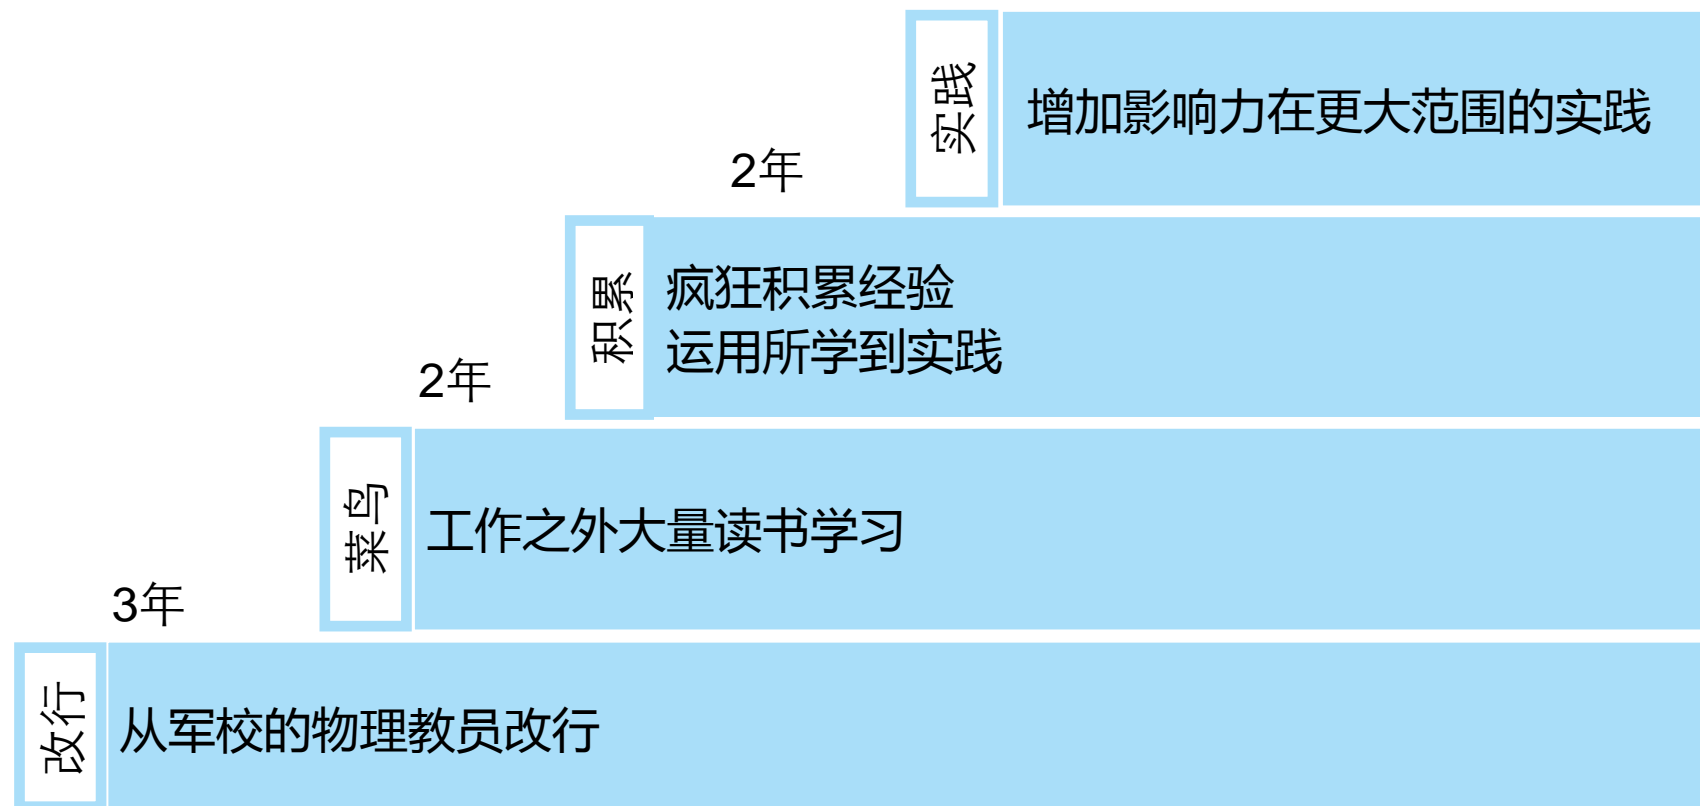 实践
增加影响力在更大范围的实践
2年
积累
疯狂积累经验
运用所学到实践
2年
菜鸟
工作之外大量读书学习
3年
改行
从军校的物理教员改行